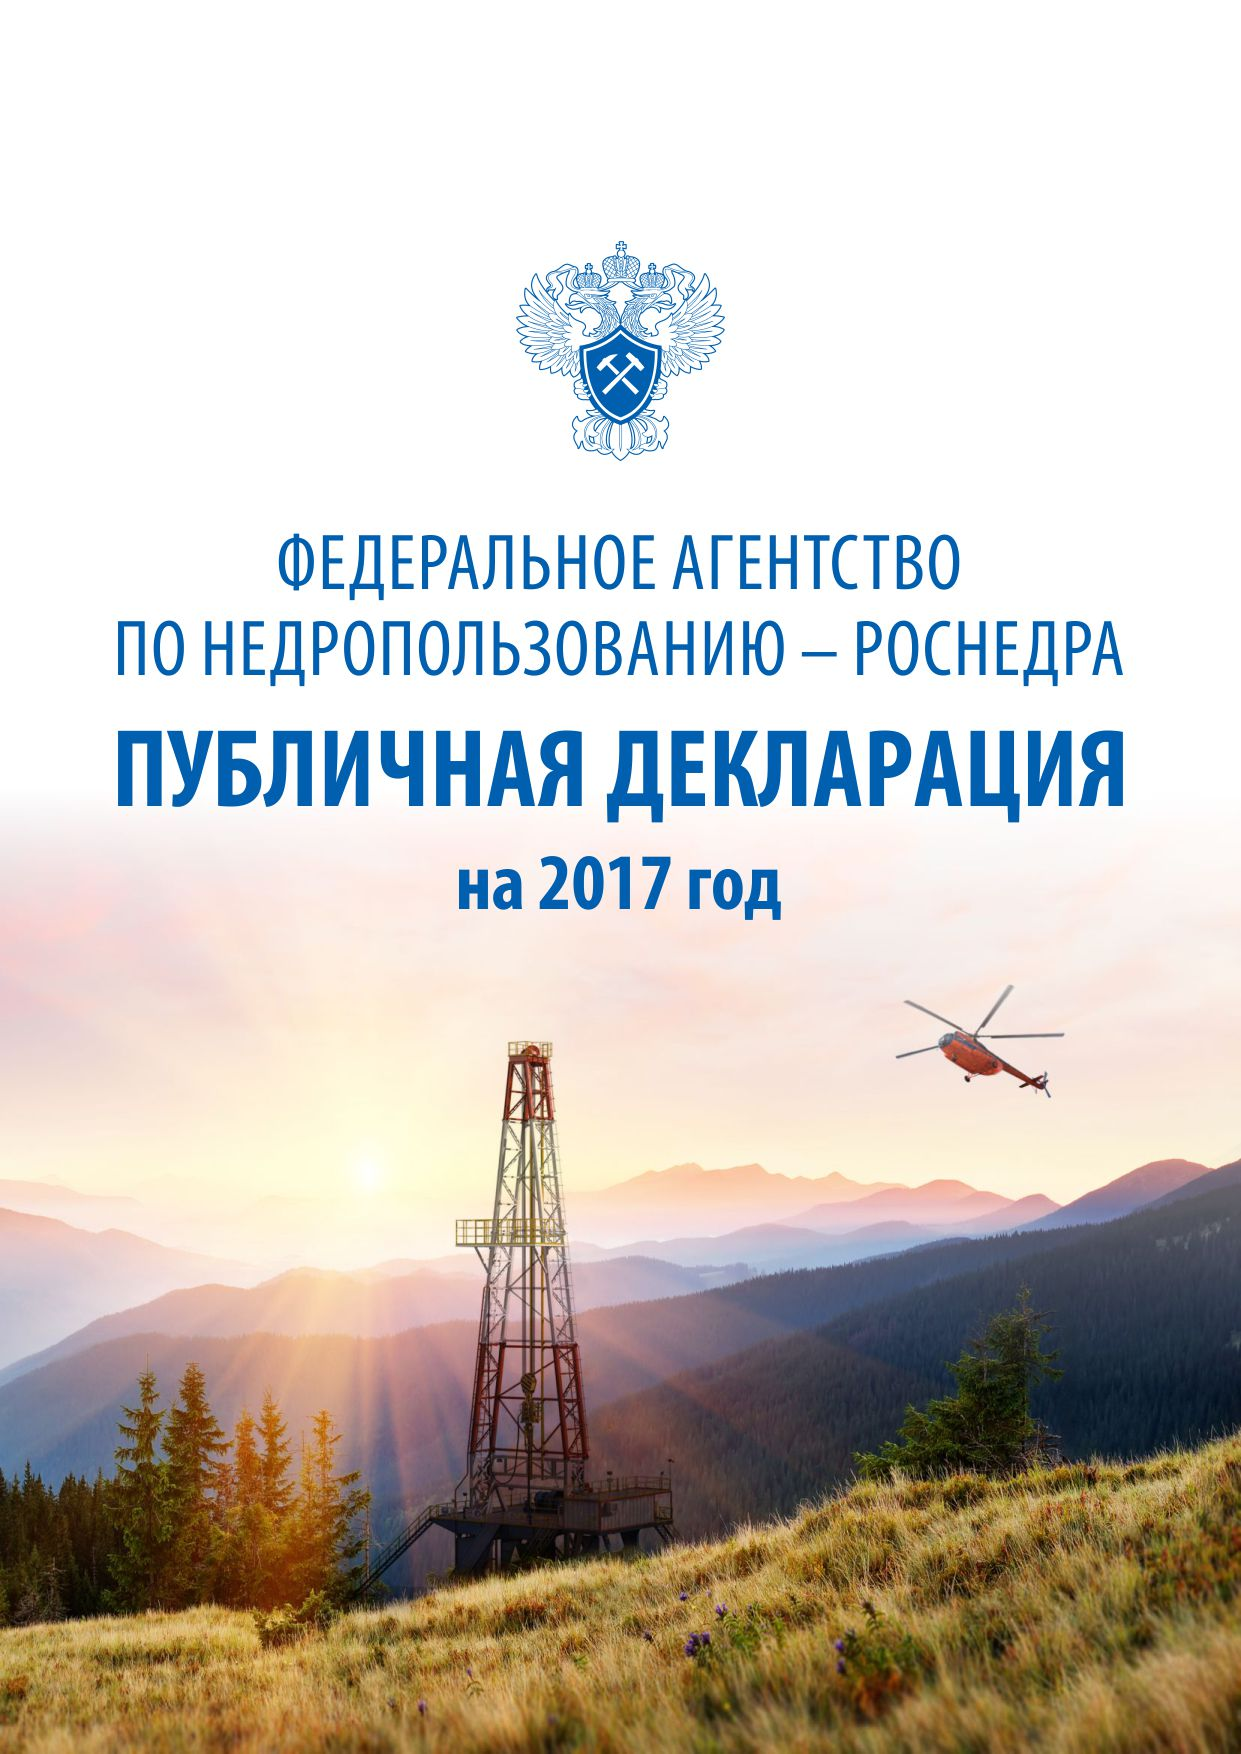 ФЕДЕРАЛЬНОЕ АГЕНТСТВО
ПО НЕДРОПОЛЬЗОВАНИЮ – РОСНЕДРА
ПУБЛИЧНАЯ ДЕКЛАРАЦИЯ
на 2017 год